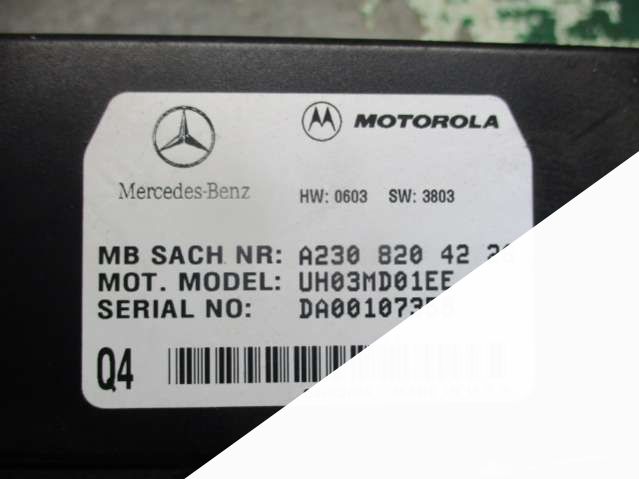 MOTOROLA
Mercedes-Benz
HW: 0603 SW: 3803
MB SACH NR: A230 820 42
MOT. MODEL: UH03MD01EE
SERIAL NO:
Q4